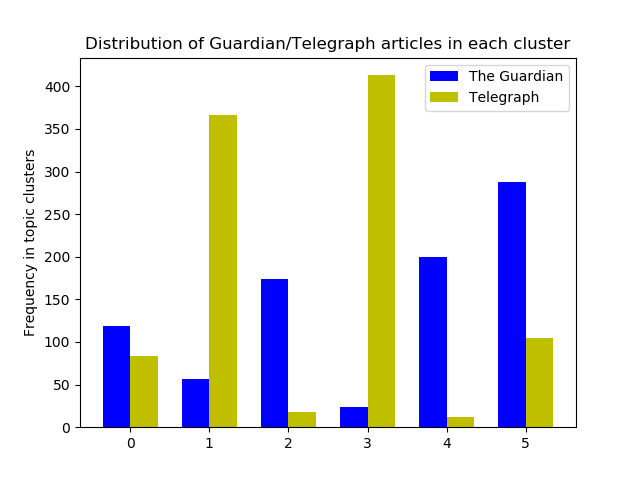 Distribution of Guardian/Telegraph articles in each cluster
The Guardian
Telegraph
Frequency in topic clusters
400
350
300
250
200
150
100
50
0
0 1 2 3 4 5